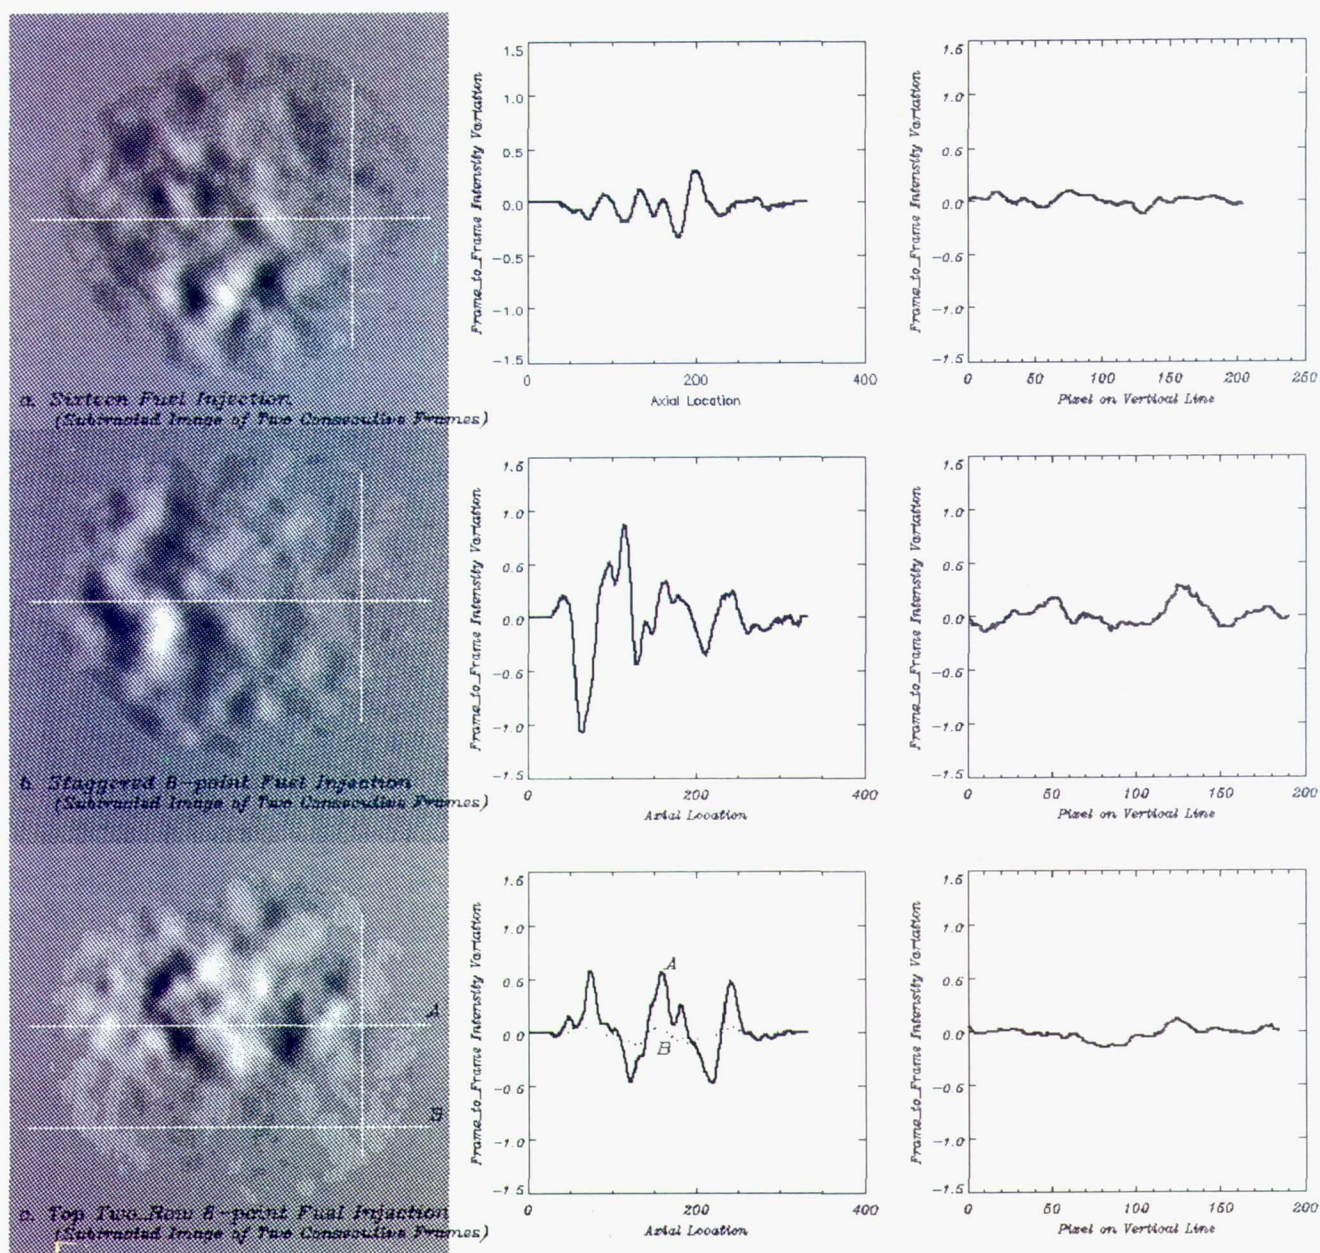 a. Sixteen Fuel Injection
(Subtracted Image of Two Consecutive Frames)
Frame_to_Frame Intensity Variation
1.5
1.0
0.5
0.0
-0.5
-1.0
-1.5
0 200 400
Axial Location
Frame_to_Frame Intensity Variation
1.5
1.0
0.5
0.0
-0.5
-1.0
-1.5
0 50 100 150 200 250
Pixel on Vertical Line
b. Staggered 8-point Fuel Injection
(Subtracted Image of Two Consecutive Frames)
Frame_to_Frame Intensity Variation
1.5
1.0
0.5
0.0
-0.5
-1.0
-1.5
0 200 400
Axial Location
Frame_to_Frame Intensity Variation
1.5
1.0
0.5
0.0
-0.5
-1.0
-1.5
0 50 100 150 200
Pixel on Vertical Line
A
B
c. Top Two_Row 8-point Fuel Injection
(Subtracted Image of Two Consecutive Frames)
Frame_to_Frame Intensity Variation
1.5
1.0
0.5
0.0
-0.5
-1.0
-1.5
A
B
0 200 400
Axial Location
Frame_to_Frame Intensity Variation
1.5
1.0
0.5
0.0
-0.5
-1.0
-1.5
0 50 100 150 200
Pixel on Vertical Line